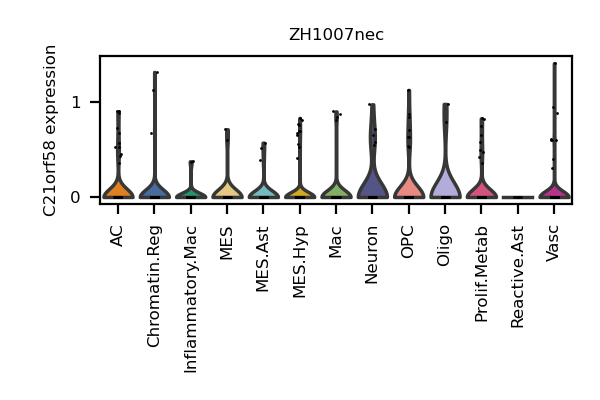 ZH1007nec
C21orf58 expression
1
0
AC
Chromatin.Reg
Inflammatory.Mac
MES
MES.Ast
MES.Hyp
Mac
Neuron
OPC
Oligo
Prolif.Metab
Reactive.Ast
Vasc